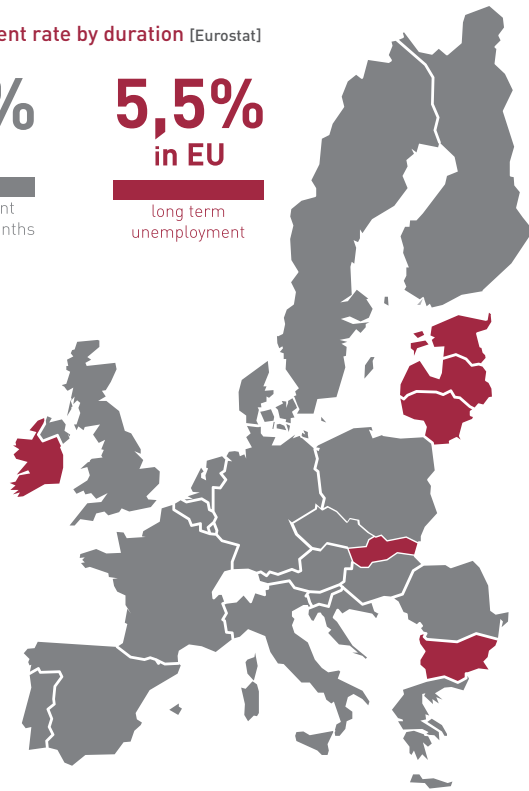 ent rate by duration [Eurostat]
%
5,5%
in EU
nt
nths
long term
unemployment